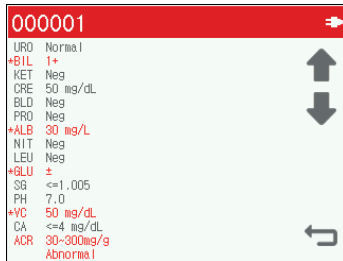 000001
URO Normal
*BIL 1+
KET Neg
CRE 50 mg/dL
BLD Neg
PRO Neg
*ALB 30 mg/L
NIT Neg
LEU Neg
*GLU ±
SG <=1.005
PH 7.0
*VC 50 mg/dL
CA <=4 mg/dL
ACR 30~300mg/g
Abnormal